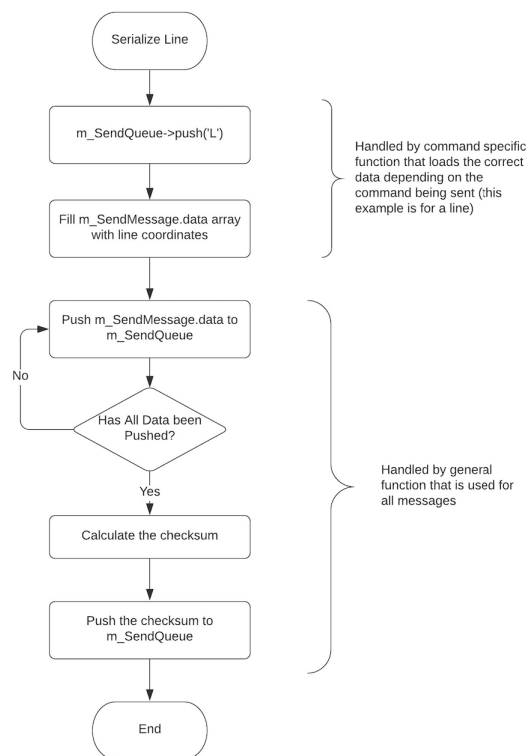 Serialize Line
m_SendQueue->push('L')
Handled by command specific
function that loads the correct
data depending on the
command being sent (this
example is for a line)
Fill m_SendMessage.data array
with line coordinates
Push m_SendMessage.data to
m_SendQueue
No
Has All Data been
Pushed?
Handled by general
function that is used for
all messages
Yes
Calculate the checksum
Push the checksum to
m_SendQueue
End